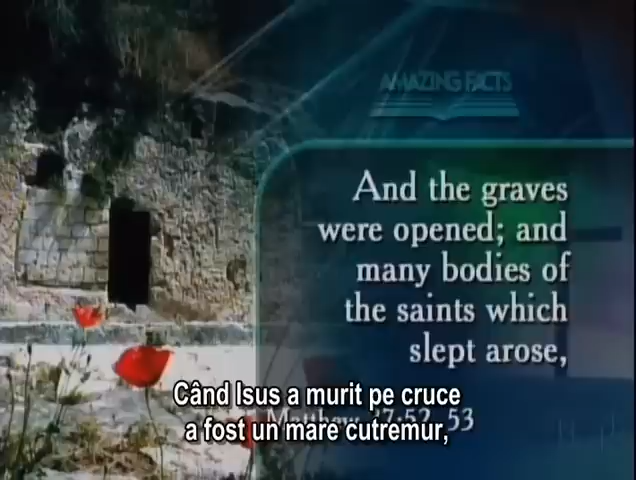 AMAZING FACTS
And the graves
were opened; and
many bodies of
the saints which
slept arose,
Matthew 27:52, 53
Când Isus a murit pe cruce
a fost un mare cutremur,